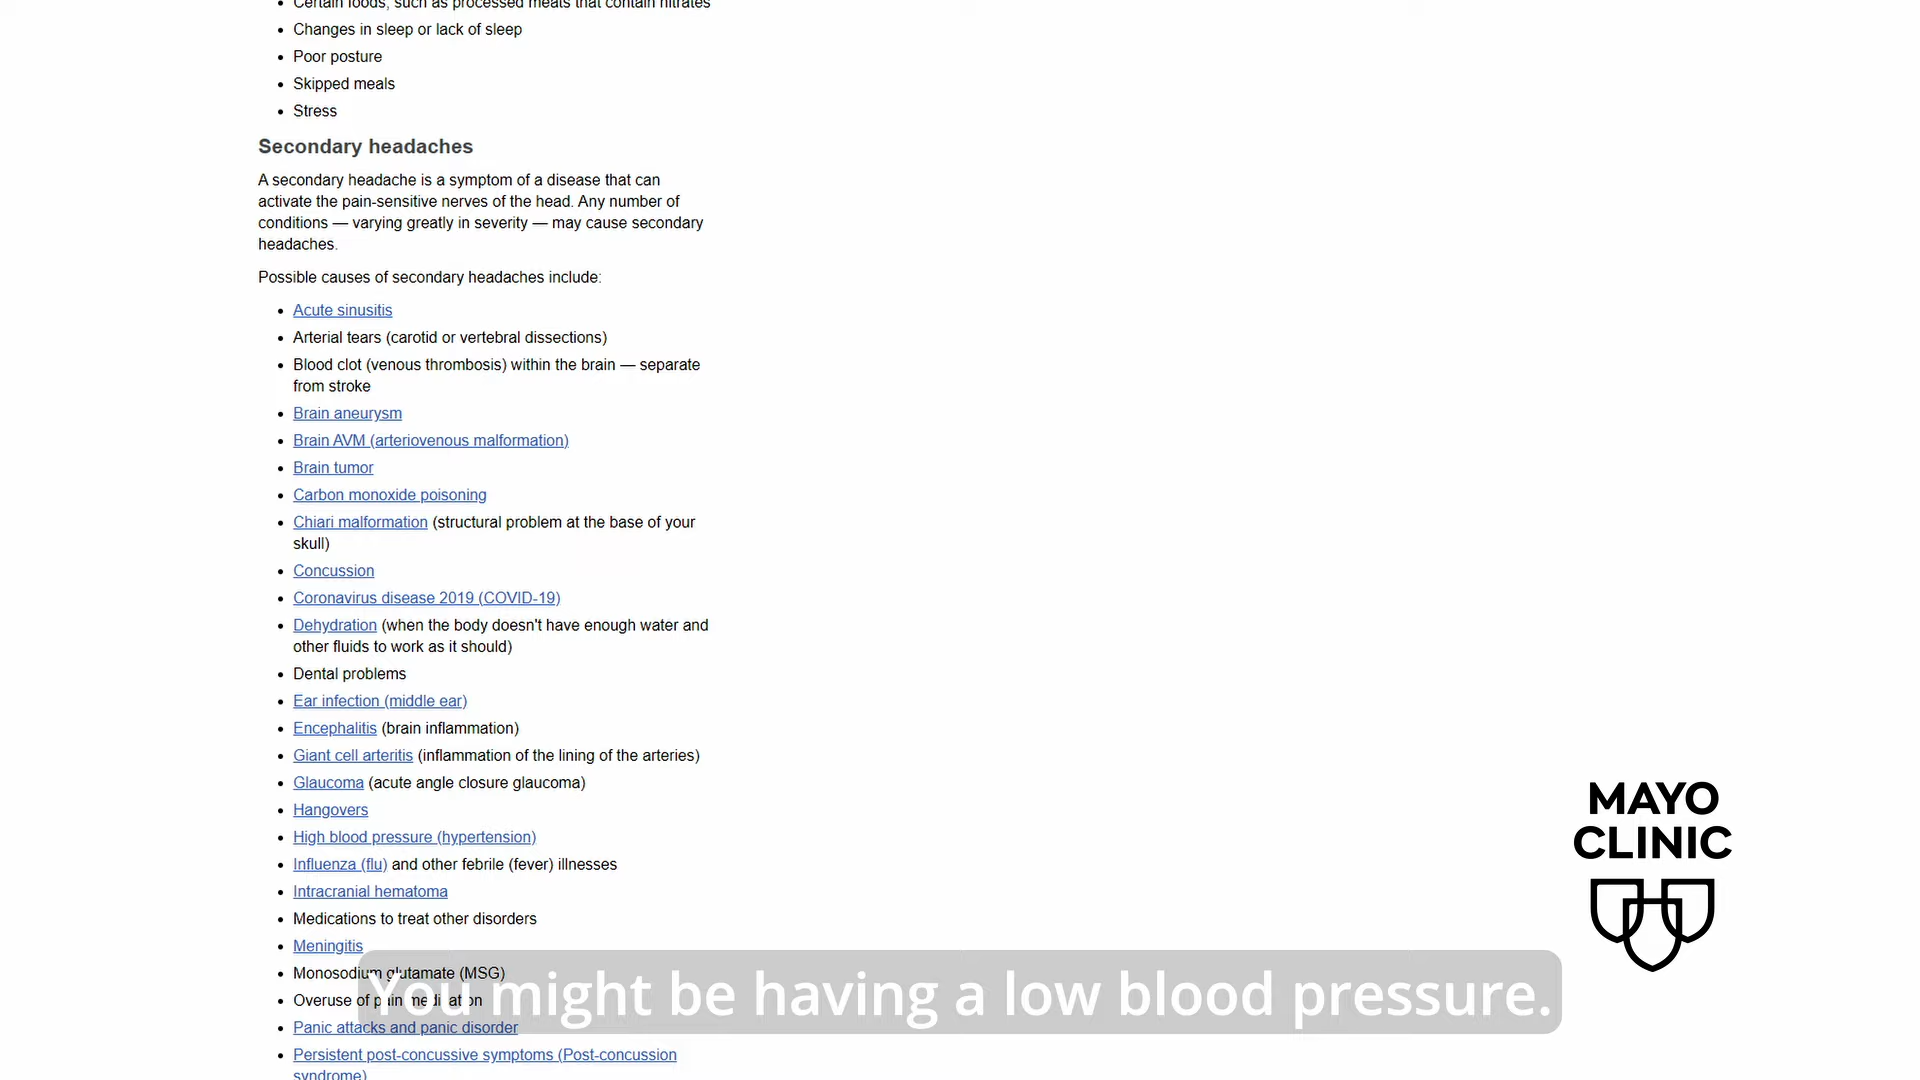 Certain foods, such as processed meats that contain nitrates
Changes in sleep or lack of sleep
Poor posture
Skipped meals
Stress
Secondary headaches
A secondary headache is a symptom of a disease that can
activate the pain-sensitive nerves of the head. Any number of
conditions — varying greatly in severity — may cause secondary
headaches.
Possible causes of secondary headaches include:
Acute sinusitis
Arterial tears (carotid or vertebral dissections)
Blood clot (venous thrombosis) within the brain — separate
from stroke
Brain aneurysm
Brain AVM (arteriovenous malformation)
Brain tumor
Carbon monoxide poisoning
Chiari malformation (structural problem at the base of your
skull)
Concussion
Coronavirus disease 2019 (COVID-19)
Dehydration (when the body doesn't have enough water and
other fluids to work as it should)
Dental problems
Ear infection (middle ear)
Encephalitis (brain inflammation)
Giant cell arteritis (inflammation of the lining of the arteries)
Glaucoma (acute angle closure glaucoma)
Hangovers
High blood pressure (hypertension)
Influenza (flu) and other febrile (fever) illnesses
Intracranial hematoma
Medications to treat other disorders
Meningitis
Monosodium glutamate (MSG)
Overuse of pain medication
Panic attacks and panic disorder
Persistent post-concussive symptoms (Post-concussion
syndrome)
MAYO
CLINIC
You might be having a low blood pressure.